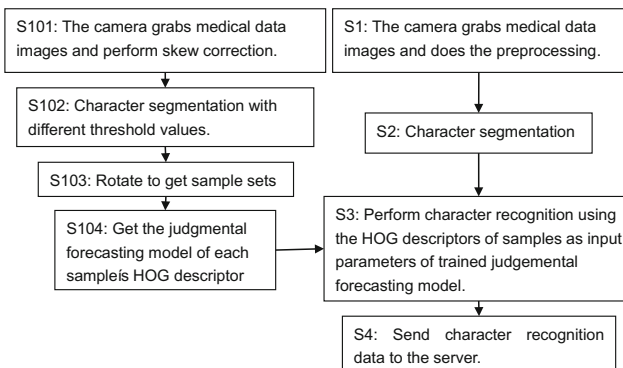 S101: The camera grabs medical data
images and perform skew correction.
S102: Character segmentation with
different threshold values.
S103: Rotate to get sample sets
S104: Get the judgmental
forecasting model of each
sampleís HOG descriptor
S1: The camera grabs medical data
images and does the preprocessing.
S2: Character segmentation
S3: Perform character recognition using
the HOG descriptors of samples as input
parameters of trained judgemental
forecasting model.
S4: Send character recognition
data to the server.